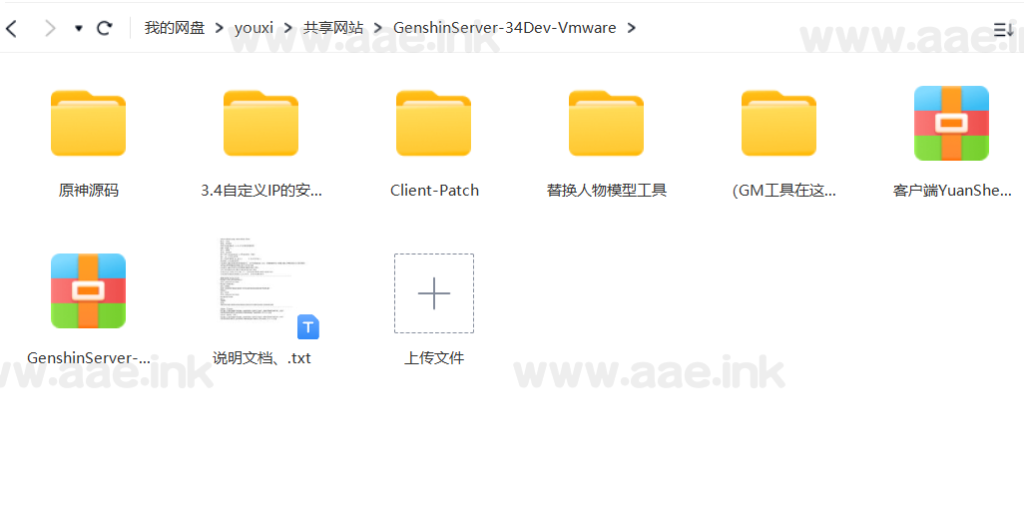 我的网盘 > youxi > 共享网站 > GenshinServer-34Dev-Vmware >
www.aae.ink
www.aae.ink
原神源码
3.4自定义IP的安...
Client-Patch
替换人物模型工具
(GM工具在这...
客户端YuanShe...
T
GenshinServer-...
说明文档、.txt
上传文件
www.aae.ink
www.aae.ink